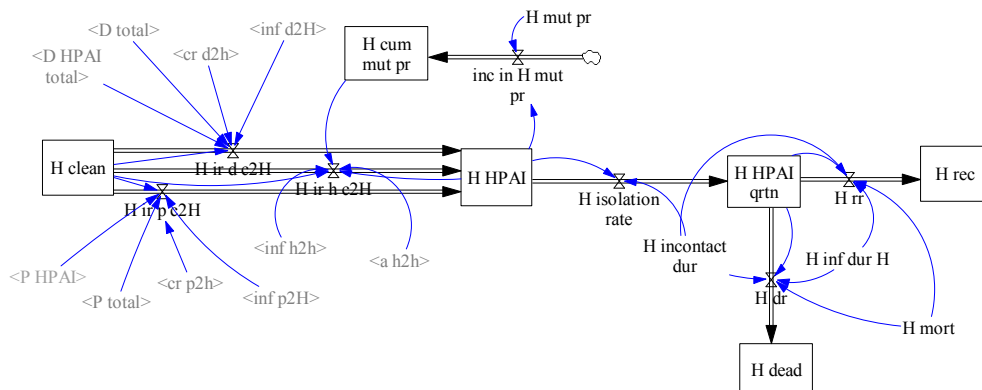 H mut pr
<D total>
<inf d2H>
H cum
mut pr
<cr d2h>
<D HPAI
total>
inc in H mut
pr
H clean
H ir d c2H
H ir h c2H
H HPAI
H HPAI
qrtn
H rec
H ir p c2H
H isolation
rate
H rr
<inf h2h>
<a h2h>
H incontact
dur
H inf dur H
<P HPAI>
<cr p2h>
<P total>
<inf p2H>
H dr
H mort
H dead